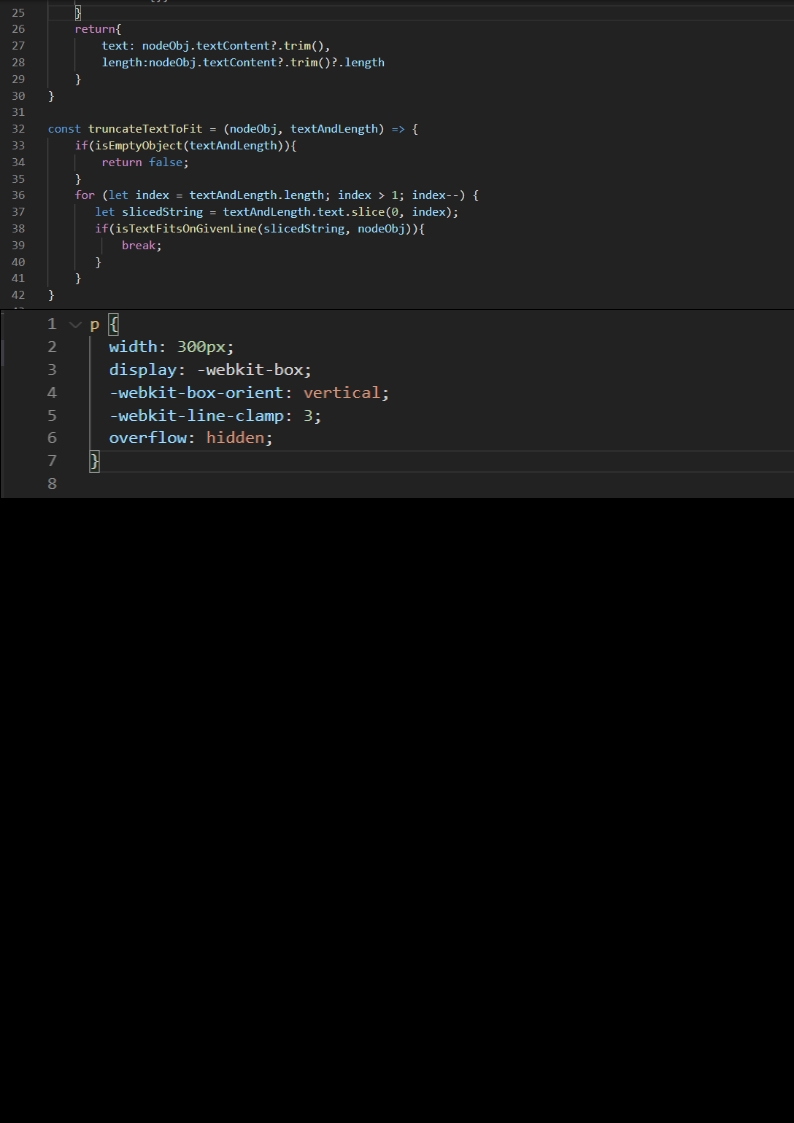 25 }
26 return{
27 text: nodeObj.textContent?.trim(),
28 length:nodeObj.textContent?.trim()?.length
29 }
30 }
31
32 const truncateTextToFit = (nodeObj, textAndLength) => {
33 if(isEmptyObject(textAndLength)){
34 return false;
35 }
36 for (let index = textAndLength.length; index > 1; index--) {
37 let slicedString = textAndLength.text.slice(0, index);
38 if(isTextFitsOnGivenLine(slicedString, nodeObj)){
39 break;
40 }
41 }
42 }
1 p {
2 width: 300px;
3 display: -webkit-box;
4 -webkit-box-orient: vertical;
5 -webkit-line-clamp: 3;
6 overflow: hidden;
7 }
8